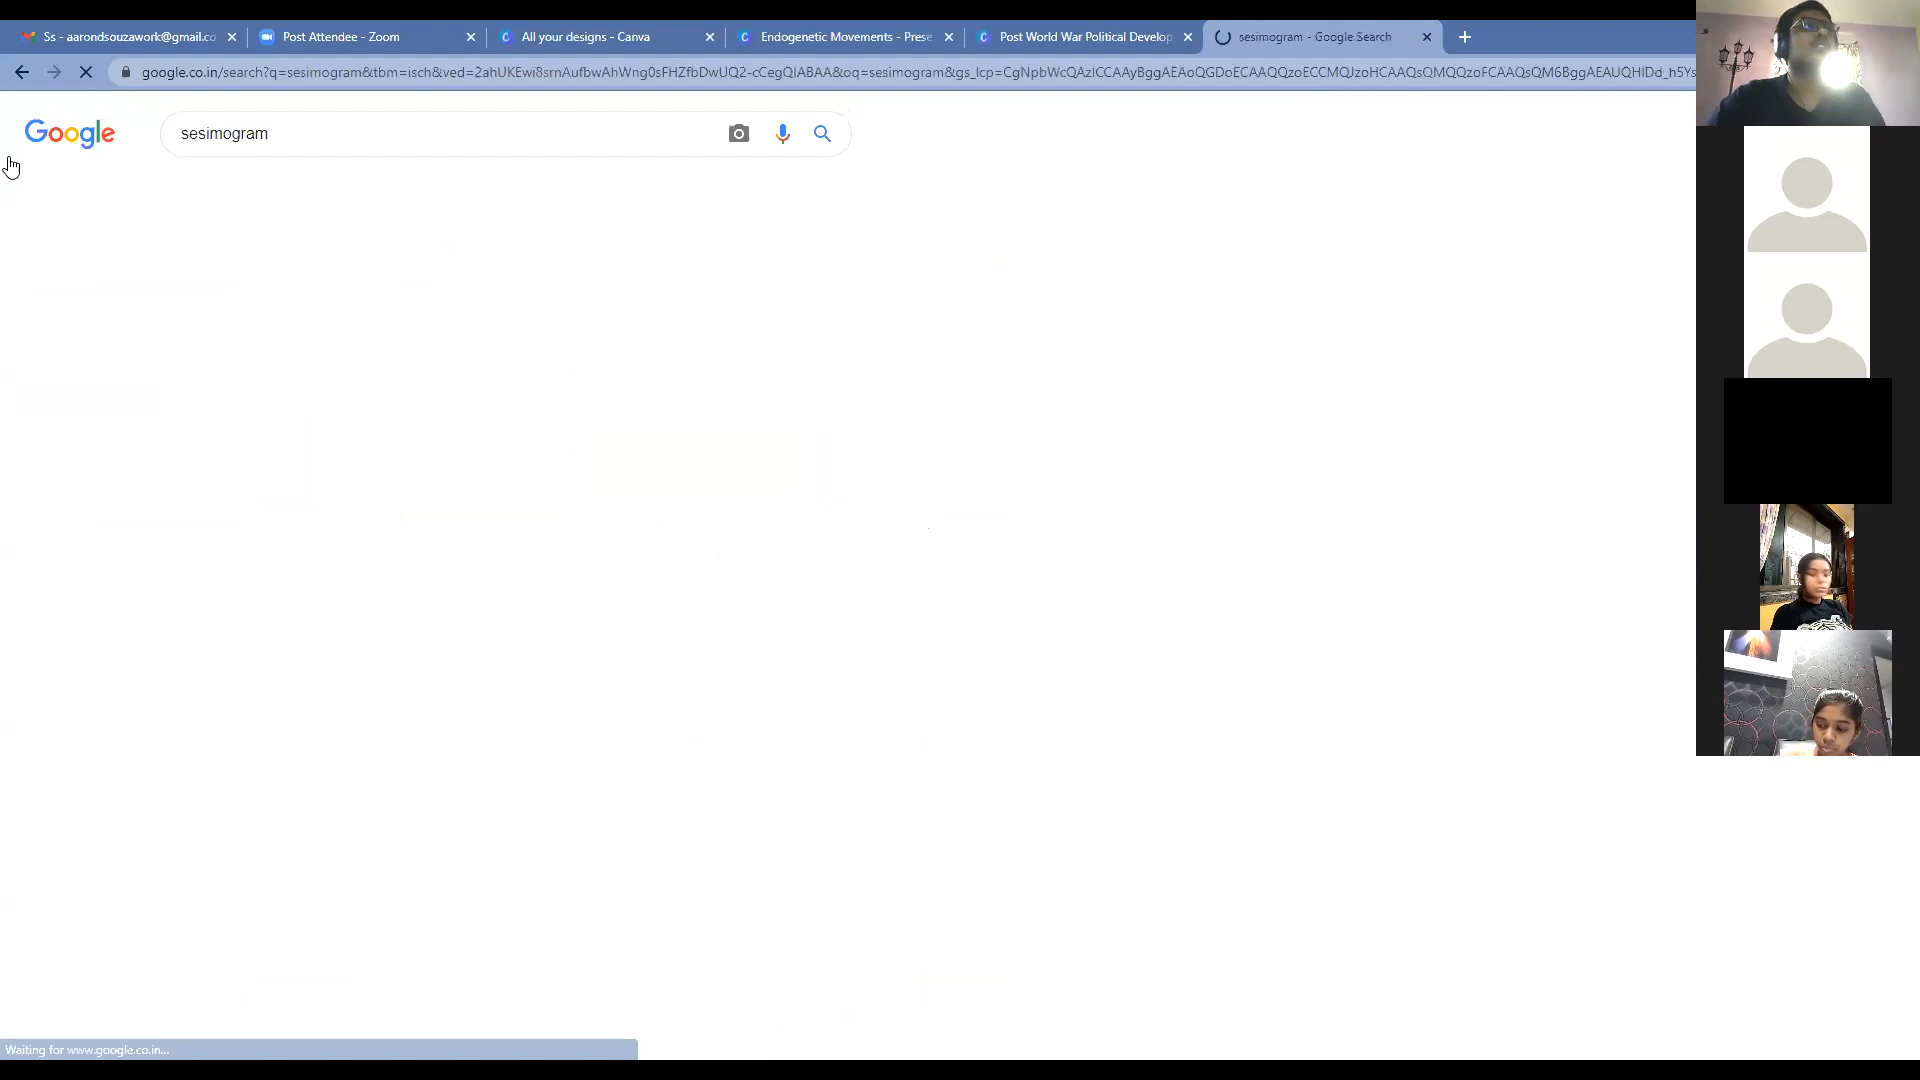 Ss - aarondsouzawork@gmail.co
Post Attendee - Zoom
All your designs - Canva
Endogenetic Movements - Prese
Post World War Political Develop
sesimogram - Google Search
google.co.in/search?q=sesimogram&tbm=isch&ved=2ahUKEwi8srnAufbwAhWng0sFHZfbDwUQ2-cCegQIABAA&oq=sesimogram&gs_lcp=CgNpbWcQAzICCAAyBggAEAoQGDoECAAQQzoECCMQJzoHCAAQsQMQQzoFCAAQsQM6BggAEAUQHlDd_h5Ys
Google
sesimogram
Waiting for www.google.co.in...